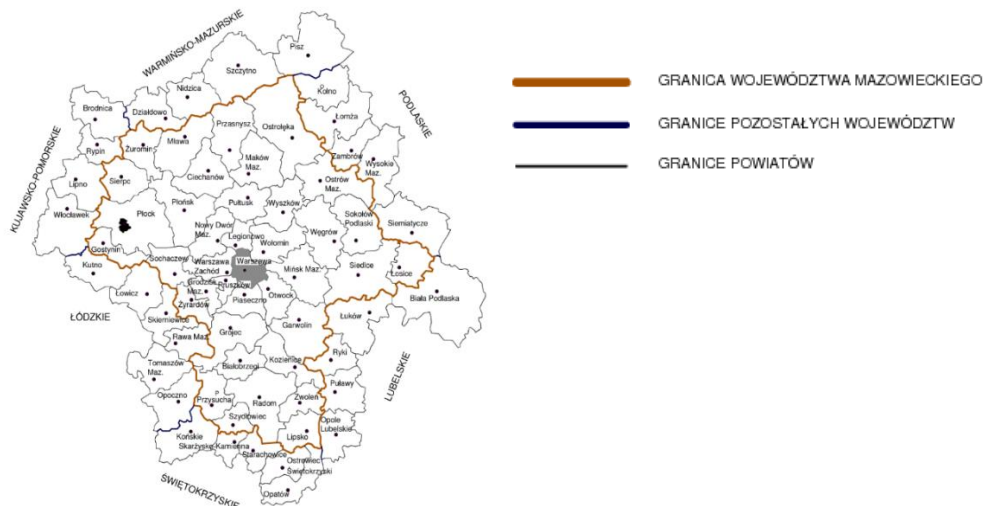 WARMIŃSKO-MAZURSKIE
Pisz
Szczytno
Nidzica
Kolno
PODLASKIE
Brodnica
Działdowo
Łomża
Przasnysz
Ostrołęka
Mława
Rypin
Żuromin
Zambrów
Wysokie
Maz.
Maków
Maz.
Ciechanów
KUJAWSKO-POMORSKIE
Lipno
Sierpc
Ostrów
Maz.
Pułtusk
Wyszków
Płońsk
Włocławek
Płock
Sokołów
Podlaski
Siemiatycze
Nowy Dwór
Maz.
Legionowo
Wołomin
Węgrów
Gostynin
Sochaczew
Kutno
Warszawa
Zachód
Warszawa
Mińsk Maz.
Siedlce
Łosice
Grodzisk
Maz.
Pruszków
Otwock
Biała Podlaska
Łowicz
Żyrardów
Piaseczno
Łuków
ŁÓDZKIE
Skierniewice
Garwolin
Grójec
Rawa Maz.
Tomaszów
Maz.
Białobrzegi
Kozienice
Ryki
LUBELSKIE
Puławy
Opoczno
P
Przysucha
Radom
Zwoleń
Szydłowiec
Opole
Lubelskie
Końskie
Skarżysko
Kamienna
Lipsko
Starachowice
Ostrowiec
Świętokrzyski
Opatów
ŚWIĘTOKRZYSKIE
GRANICA WOJEWÓDZTWA MAZOWIECKIEGO
GRANICE POZOSTAŁYCH WOJEWÓDZTW
GRANICE POWIATÓW